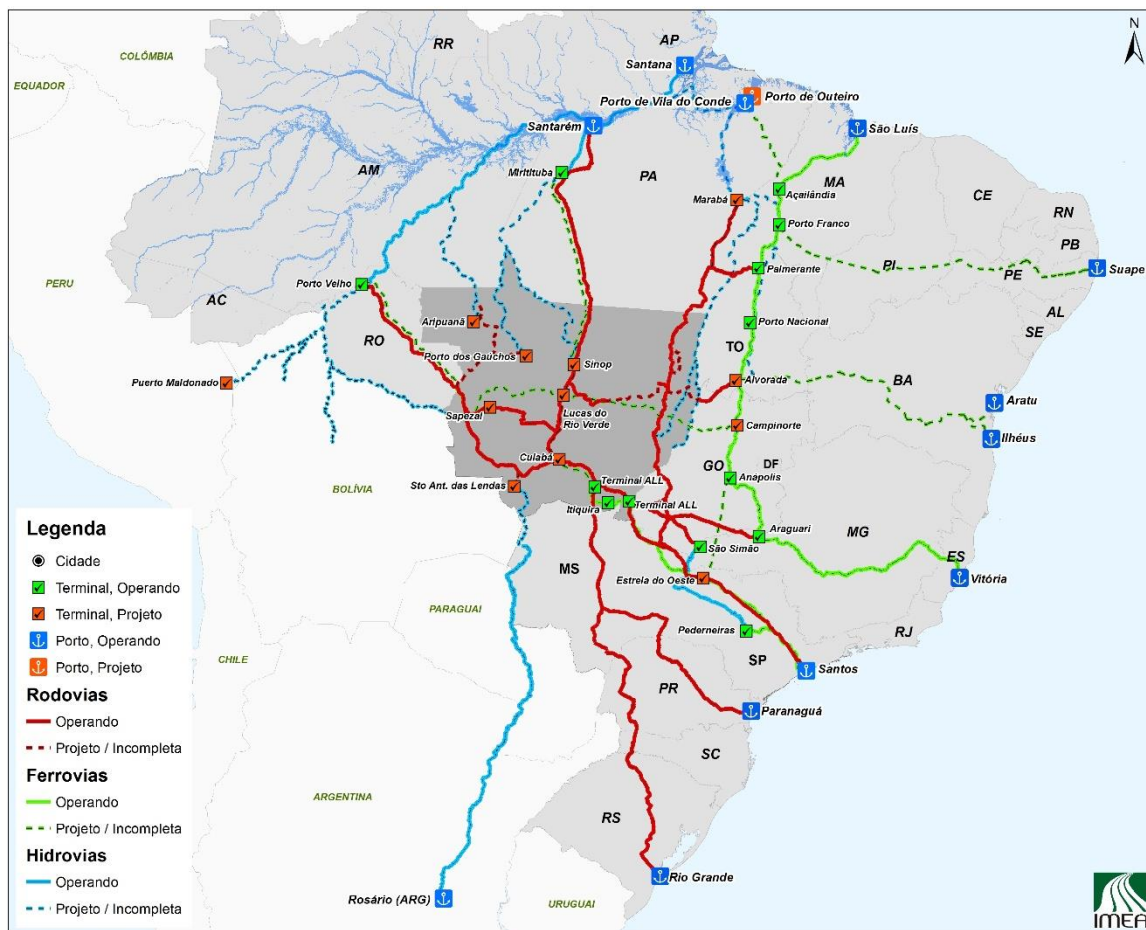 COLÔMBIA
RR
AP
N
EQUADOR
Santana
Porto de Vila do Conde
Porto de Outeiro
Santarém
São Luís
AM
Miritituba
PA
MA
CE
Marabá
Açailândia
RN
Porto Franco
PB
PERU
PI
PE
Suape
Palmerante
AC
Porto Velho
AL
SE
RO
Aripuanã
Porto Nacional
TO
Porto dos Gaúchos
Sinop
Puerto Maldonado
Alvorada
BA
Aratu
Sapezal
Lucas do
Rio Verde
Campinorte
Ilhéus
Cuiabá
GO
DF
BOLÍVIA
Sto Ant. das Lendas
Terminal ALL
Anapolis
Itiquira
Terminal ALL
Araguari
MG
São Simão
ES
MS
Estrela do Oeste
Vitória
PARAGUAI
Pederneiras
RJ
CHILE
SP
Santos
PR
Paranaguá
SC
ARGENTINA
RS
Rio Grande
Rosário (ARG)
URUGUAI
Legenda
Cidade
Terminal, Operando
Terminal, Projeto
Porto, Operando
Porto, Projeto
Rodovias
Operando
Projeto / Incompleta
Ferrovias
Operando
Projeto / Incompleta
Hidrovias
Operando
Projeto / Incompleta
IMEA